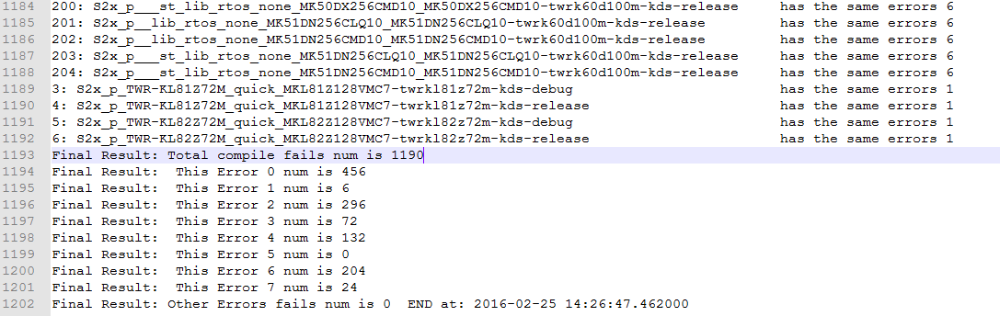 1184 200: S2x_p___st_lib_rtos_none_MK50DX256CMD10_MK50DX256CMD10-twrk60d100m-kds-release has the same errors 6
1185 201: S2x_p__lib_rtos_none_MK51DN256CLQ10_MK51DN256CLQ10-twrk60d100m-kds-release has the same errors 6
1186 202: S2x_p__lib_rtos_none_MK51DN256CMD10_MK51DN256CMD10-twrk60d100m-kds-release has the same errors 6
1187 203: S2x_p___st_lib_rtos_none_MK51DN256CLQ10_MK51DN256CLQ10-twrk60d100m-kds-release has the same errors 6
1188 204: S2x_p___st_lib_rtos_none_MK51DN256CMD10_MK51DN256CMD10-twrk60d100m-kds-release has the same errors 6
1189 3: S2x_p_TWR-KL81Z72M_quick_MKL81Z128VMC7-twrkl81z72m-kds-debug has the same errors 1
1190 4: S2x_p_TWR-KL81Z72M_quick_MKL81Z128VMC7-twrkl81z72m-kds-release has the same errors 1
1191 5: S2x_p_TWR-KL82Z72M_quick_MKL82Z128VMC7-twrkl82z72m-kds-debug has the same errors 1
1192 6: S2x_p_TWR-KL82Z72M_quick_MKL82Z128VMC7-twrkl82z72m-kds-release has the same errors 1
1193 Final Result: Total compile fails num is 1190
1194 Final Result:  This Error 0 num is 456
1195 Final Result:  This Error 1 num is 6
1196 Final Result:  This Error 2 num is 296
1197 Final Result:  This Error 3 num is 72
1198 Final Result:  This Error 4 num is 132
1199 Final Result:  This Error 5 num is 0
1200 Final Result:  This Error 6 num is 204
1201 Final Result:  This Error 7 num is 24
1202 Final Result: Other Errors fails num is 0  END at: 2016-02-25 14:26:47.462000